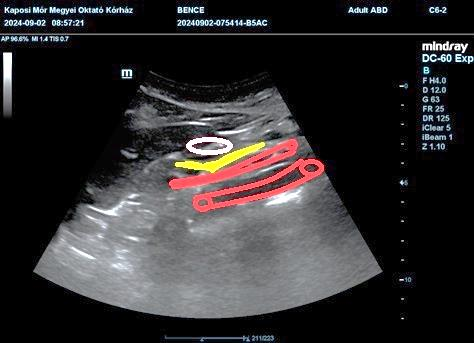 Kaposi Mór Megyei Oktató Kórház BENCE Adult ABD C6-2
2024-09-02 08:57:21 20240902-075414-B5AC
AP 96.6% MI 1.4 TIS 0.7
m
mindray
DC-60 Exp
B
F H4.0
D 12.0
G 63
FR 25
DR 125
iClear 5
iBeam 1
Z 1.10
0
5
10
211/223